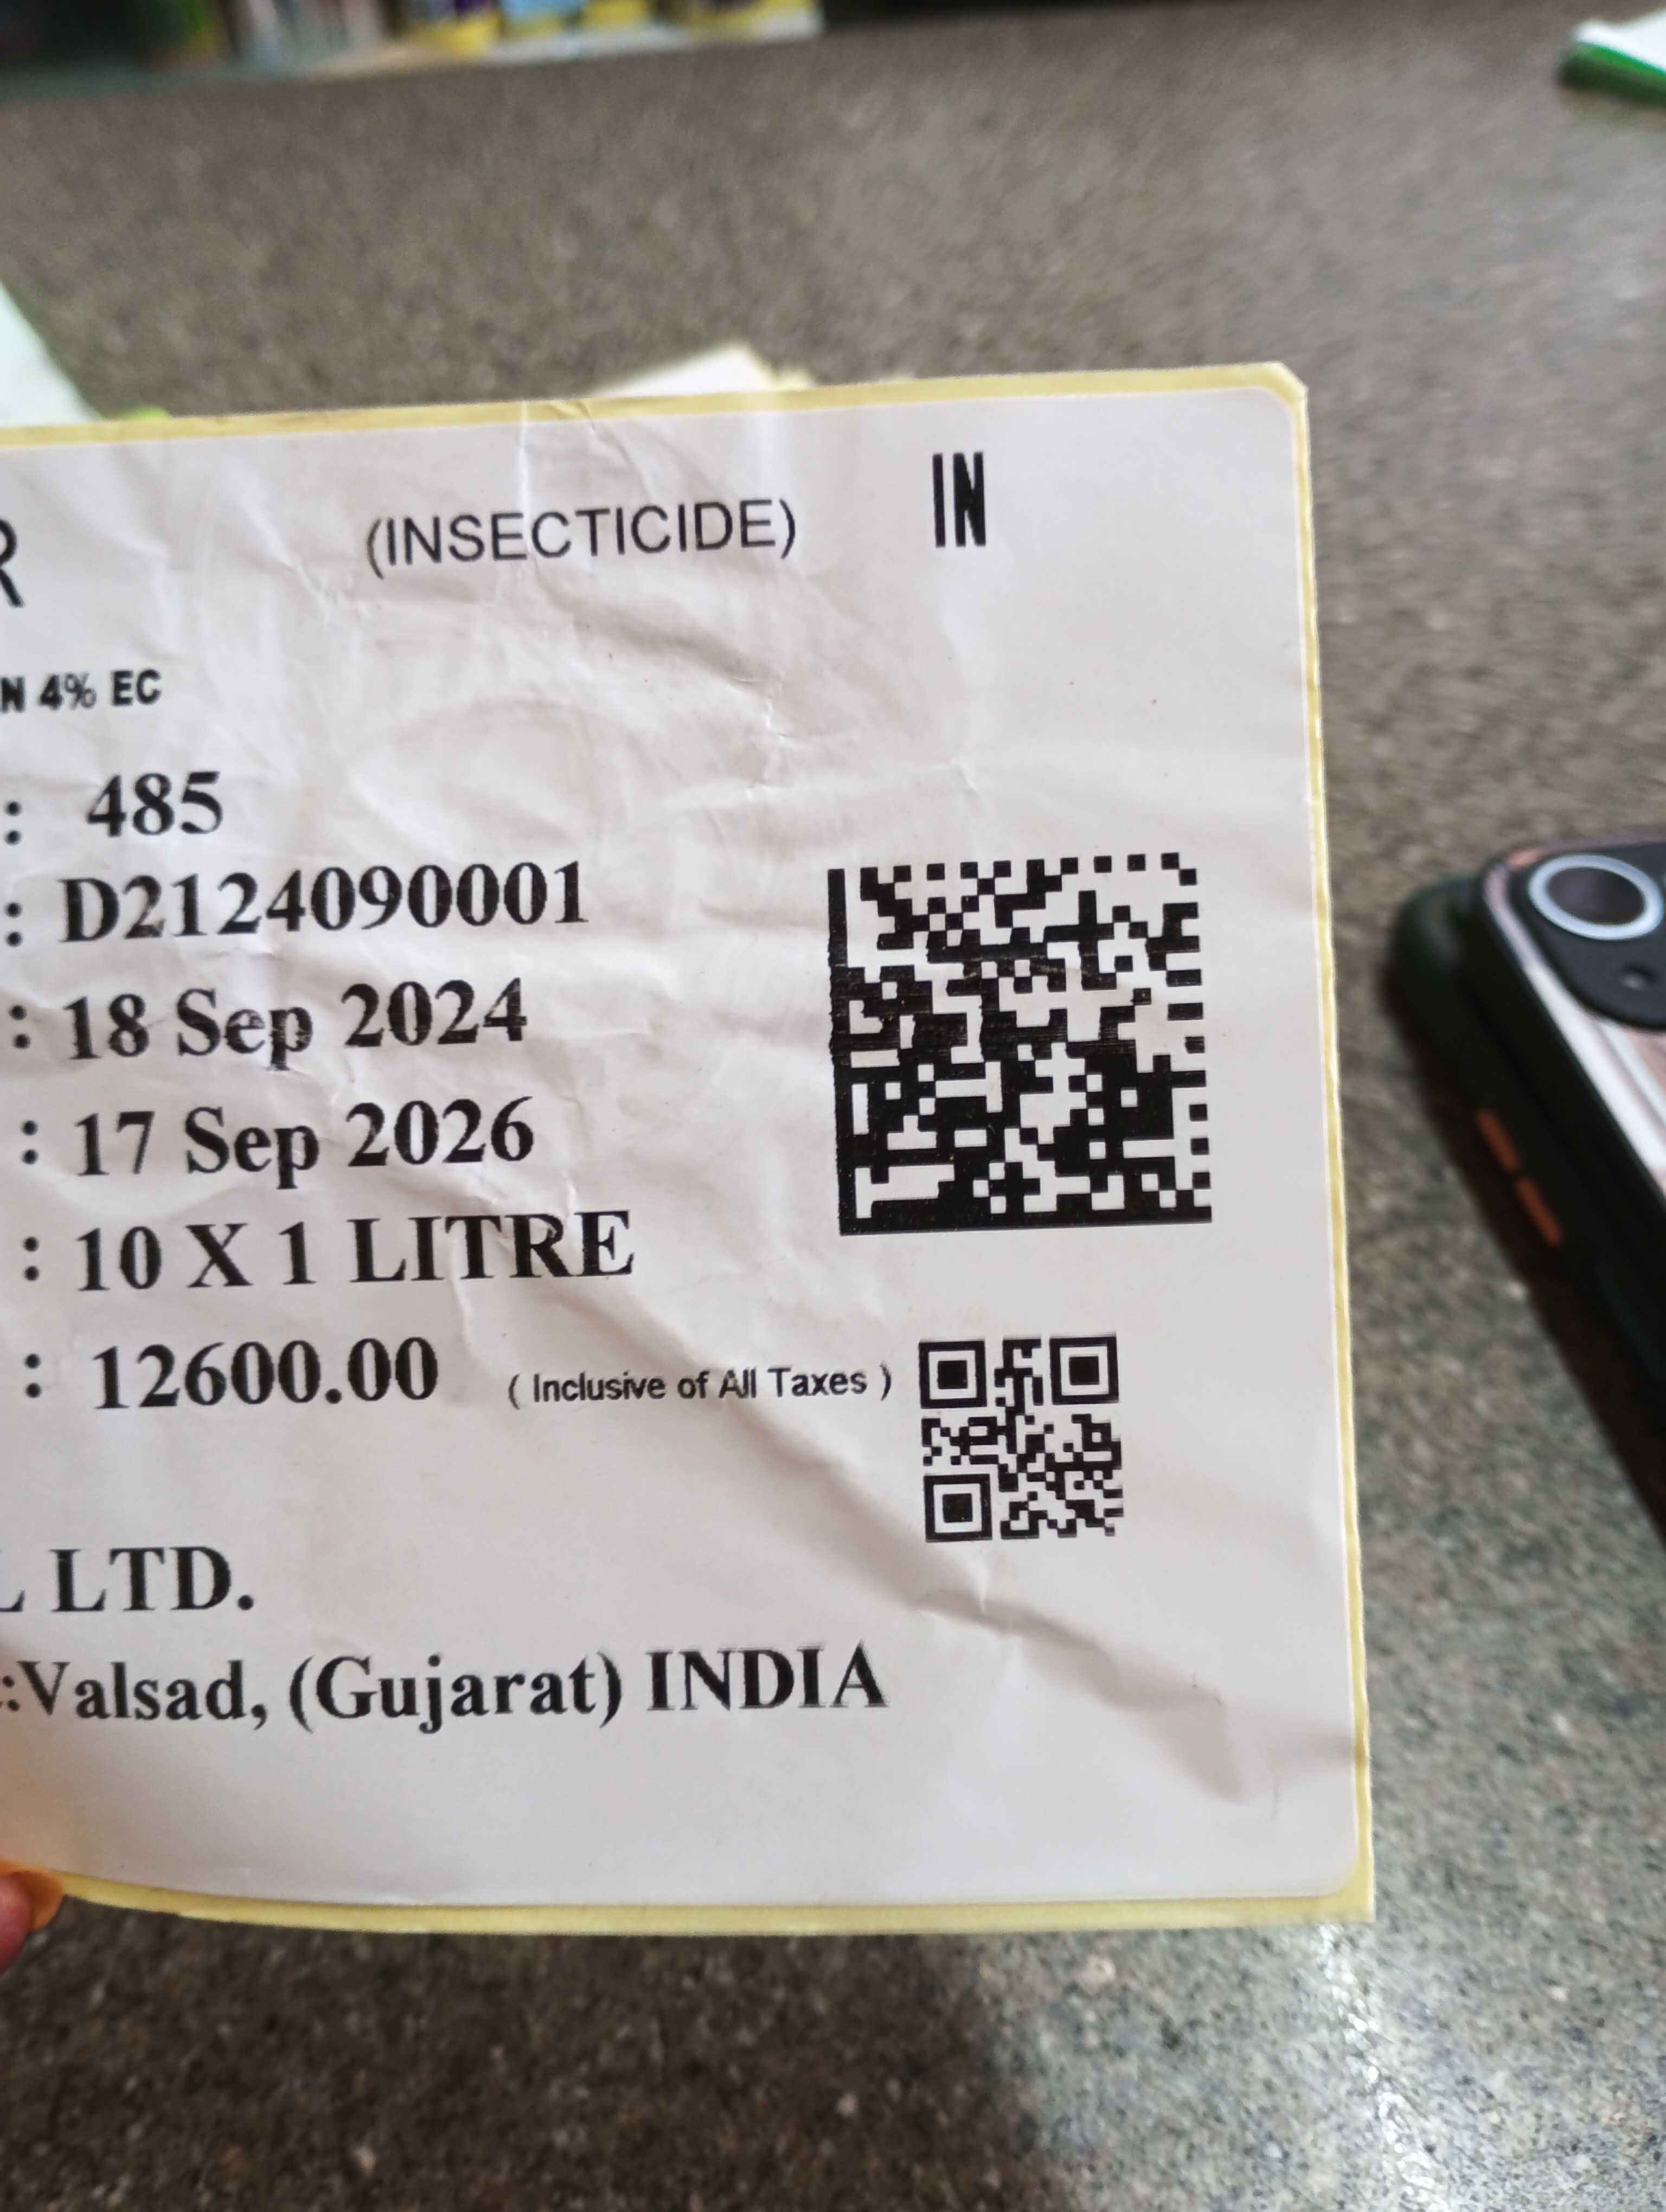 R (INSECTICIDE) IN
N 4% EC
: 485
: D2124090001
: 18 Sep 2024
: 17 Sep 2026
: 10 X 1 LITRE
: 12600.00 ( Inclusive of All Taxes )
L LTD.
:Valsad, (Gujarat) INDIA